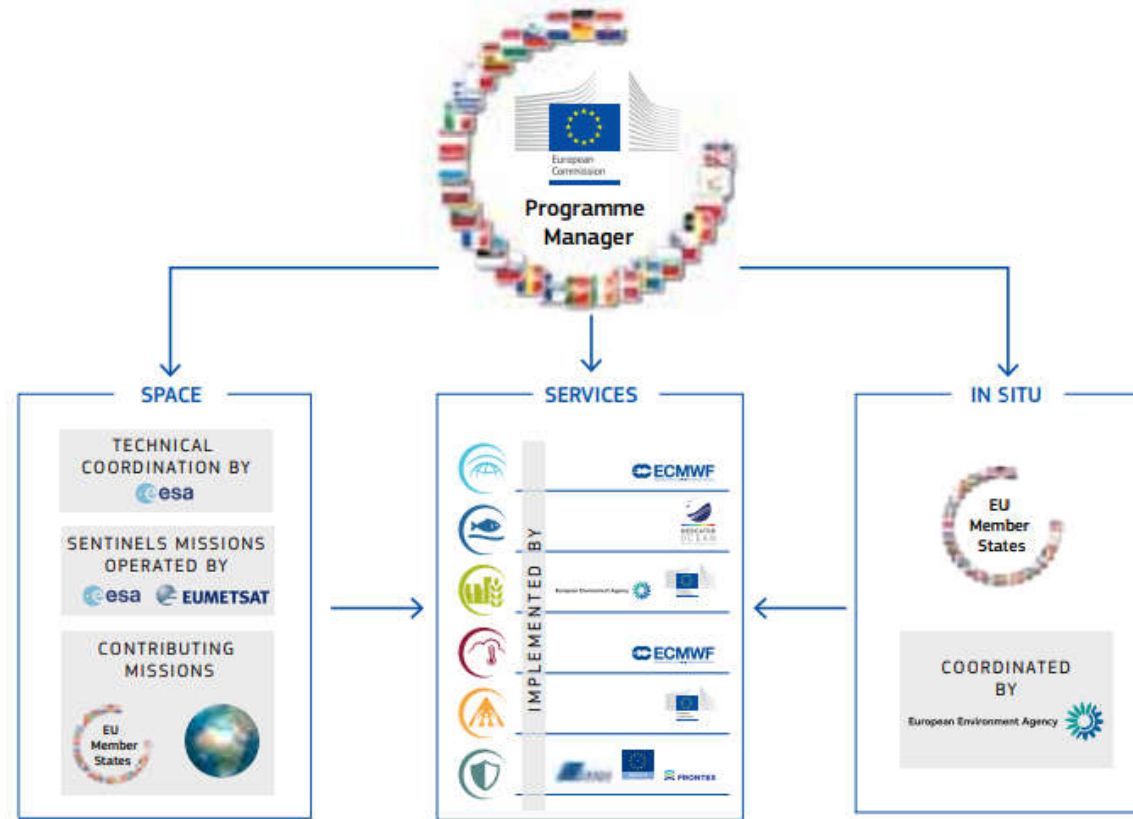 European
Commission
Programme
Manager
SPACE
TECHNICAL
COORDINATION BY
esa
SENTINELS MISSIONS
OPERATED BY
esa EUMETSAT
CONTRIBUTING
MISSIONS
EU
Member
States
SERVICES
IMPLEMENTED BY
ECMWF
MERCATOR
OCEAN
European Environment Agency
ECMWF
FRONTEX
IN SITU
EU
Member
States
COORDINATED
BY
European Environment Agency